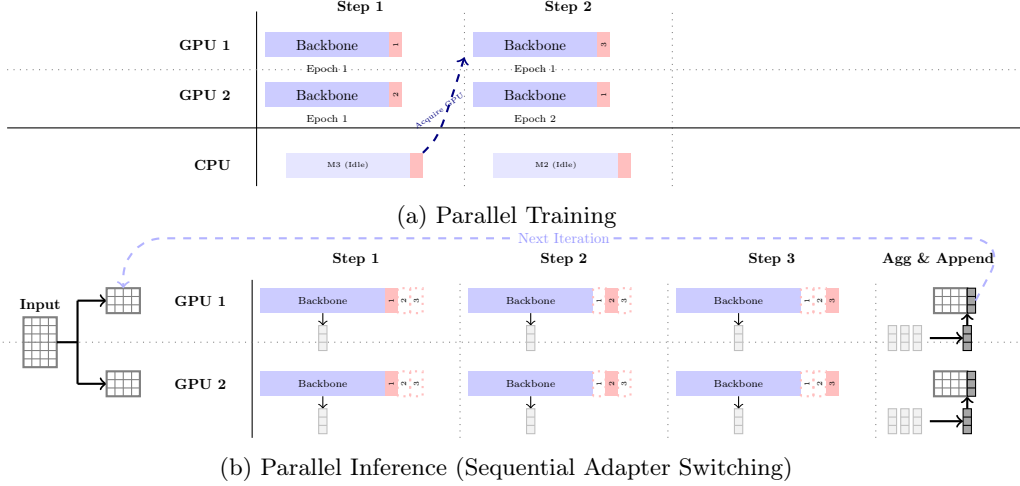 Step 1 Step 2
GPU 1 Backbone 1 Backbone 3
Epoch 1 Epoch 1
GPU 2 Backbone 2 Backbone 1
Epoch 1 Epoch 2
Acquire GPU
CPU M3 (Idle) M2 (Idle)
(a) Parallel Training
Next Iteration
Step 1 Step 2 Step 3 Agg & Append
Input
GPU 1 Backbone 1 2 3 Backbone 1 2 3 Backbone 1 2 3
GPU 2 Backbone 1 2 3 Backbone 1 2 3 Backbone 1 2 3
(b) Parallel Inference (Sequential Adapter Switching)